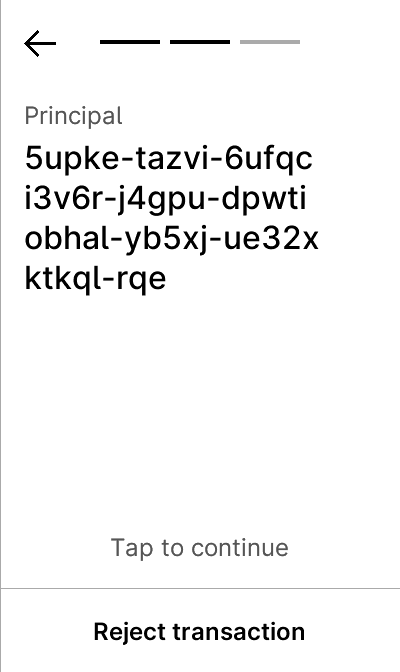 Principal
5upke-tazvi-6ufqc
i3v6r-j4gpu-dpwti
obhal-yb5xj-ue32x
ktkql-rqe
Tap to continue
Reject transaction